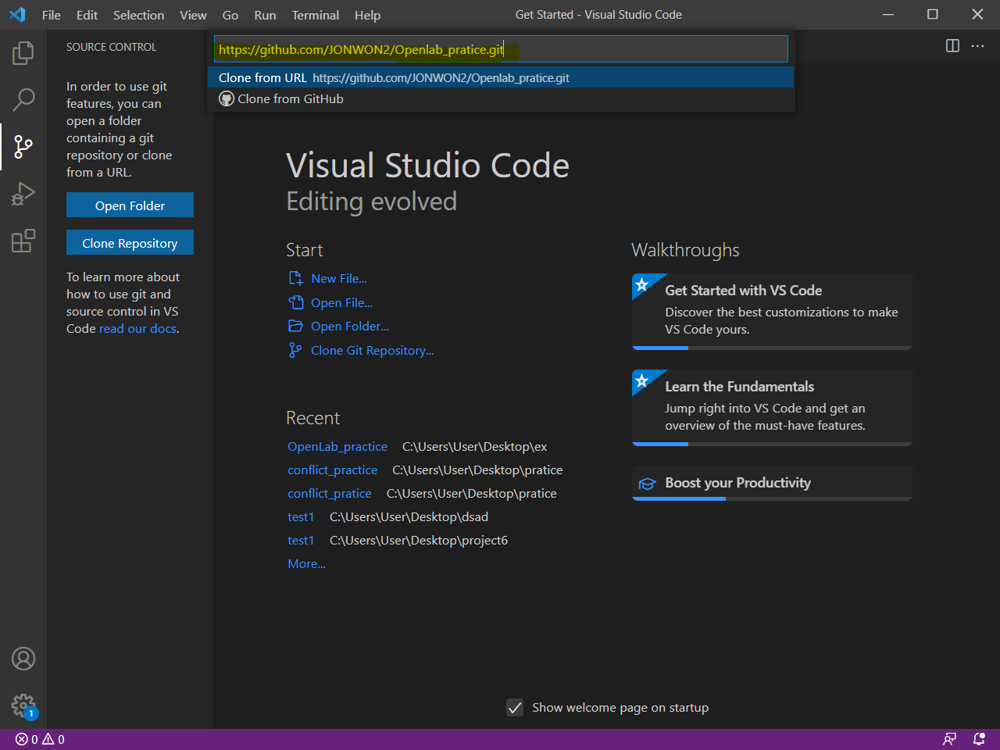 File Edit Selection View Go Run Terminal Help Get Started - Visual Studio Code
SOURCE CONTROL
https://github.com/JONWON2/Openlab_pratice.git
Clone from URL https://github.com/JONWON2/Openlab_pratice.git
Clone from GitHub
In order to use git
features, you can
open a folder
containing a git
repository or clone
from a URL.
Open Folder
Clone Repository
To learn more about
how to use git and
source control in VS
Code read our docs.
Visual Studio Code
Editing evolved
Start
New File...
Open File...
Open Folder...
Clone Git Repository...
Recent
OpenLab_practice C:\Users\User\Desktop\ex
conflict_practice C:\Users\User\Desktop\pratice
conflict_pratice C:\Users\User\Desktop\pratice
test1 C:\Users\User\Desktop\dsad
test1 C:\Users\User\Desktop\project6
More...
Walkthroughs
Get Started with VS Code
Discover the best customizations to make
VS Code yours.
Learn the Fundamentals
Jump right into VS Code and get an
overview of the must-have features.
Boost your Productivity
Show welcome page on startup
1
0 0